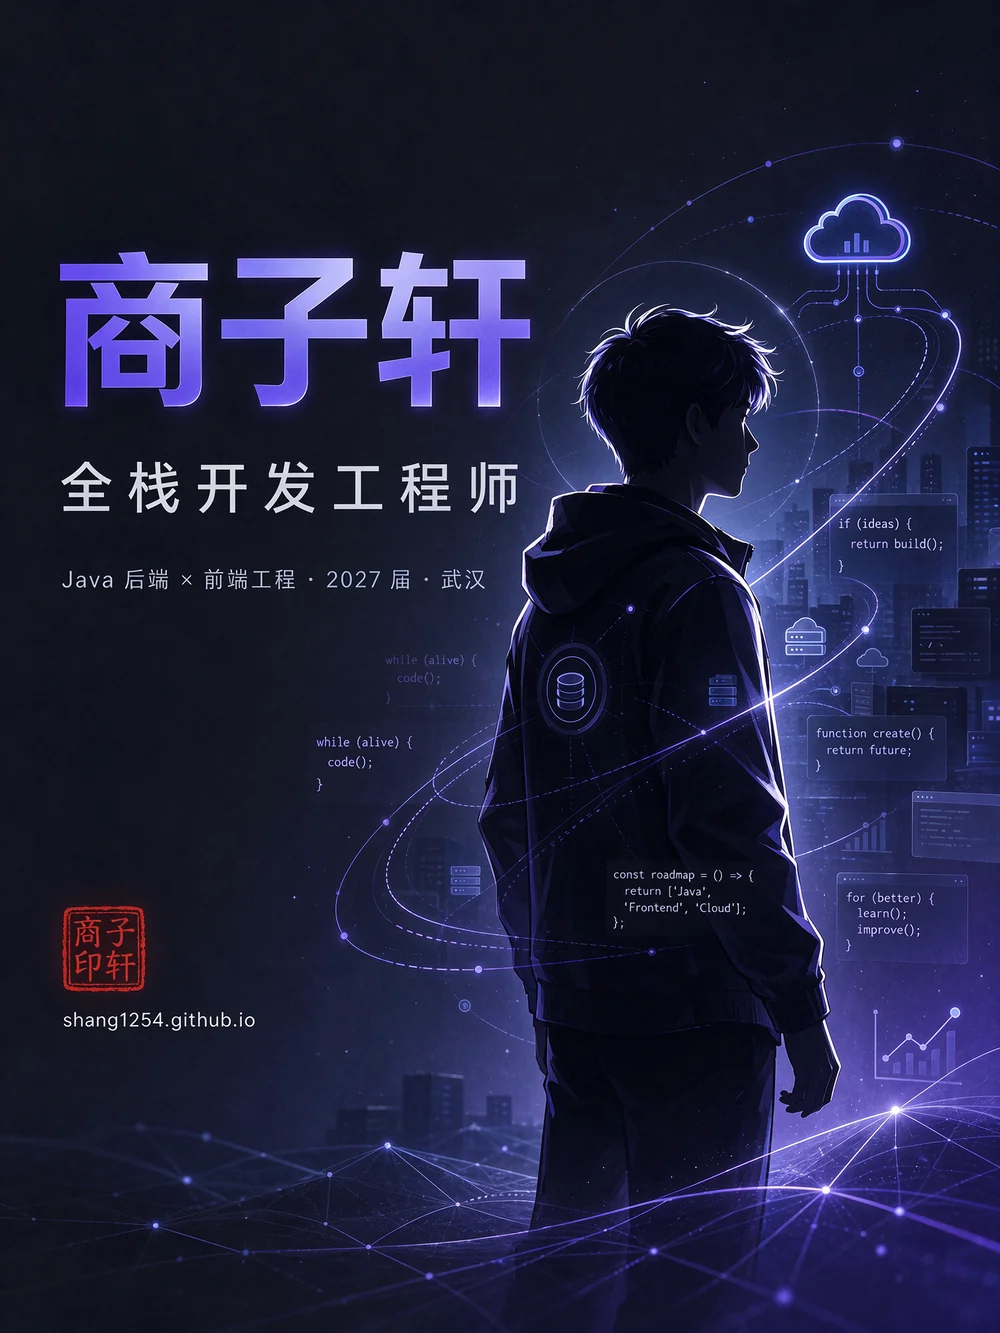 商子轩
全栈开发工程师
Java 后端 × 前端工程 · 2027 届 · 武汉
if (ideas) {
return build();
}
while (alive) {
code();
}
while (alive) {
code();
}
function create() {
return future;
}
const roadmap = () => {
return ['Java',
'Frontend', 'Cloud'];
};
for (better) {
learn();
improve();
}
商子
印轩
shang1254.github.io